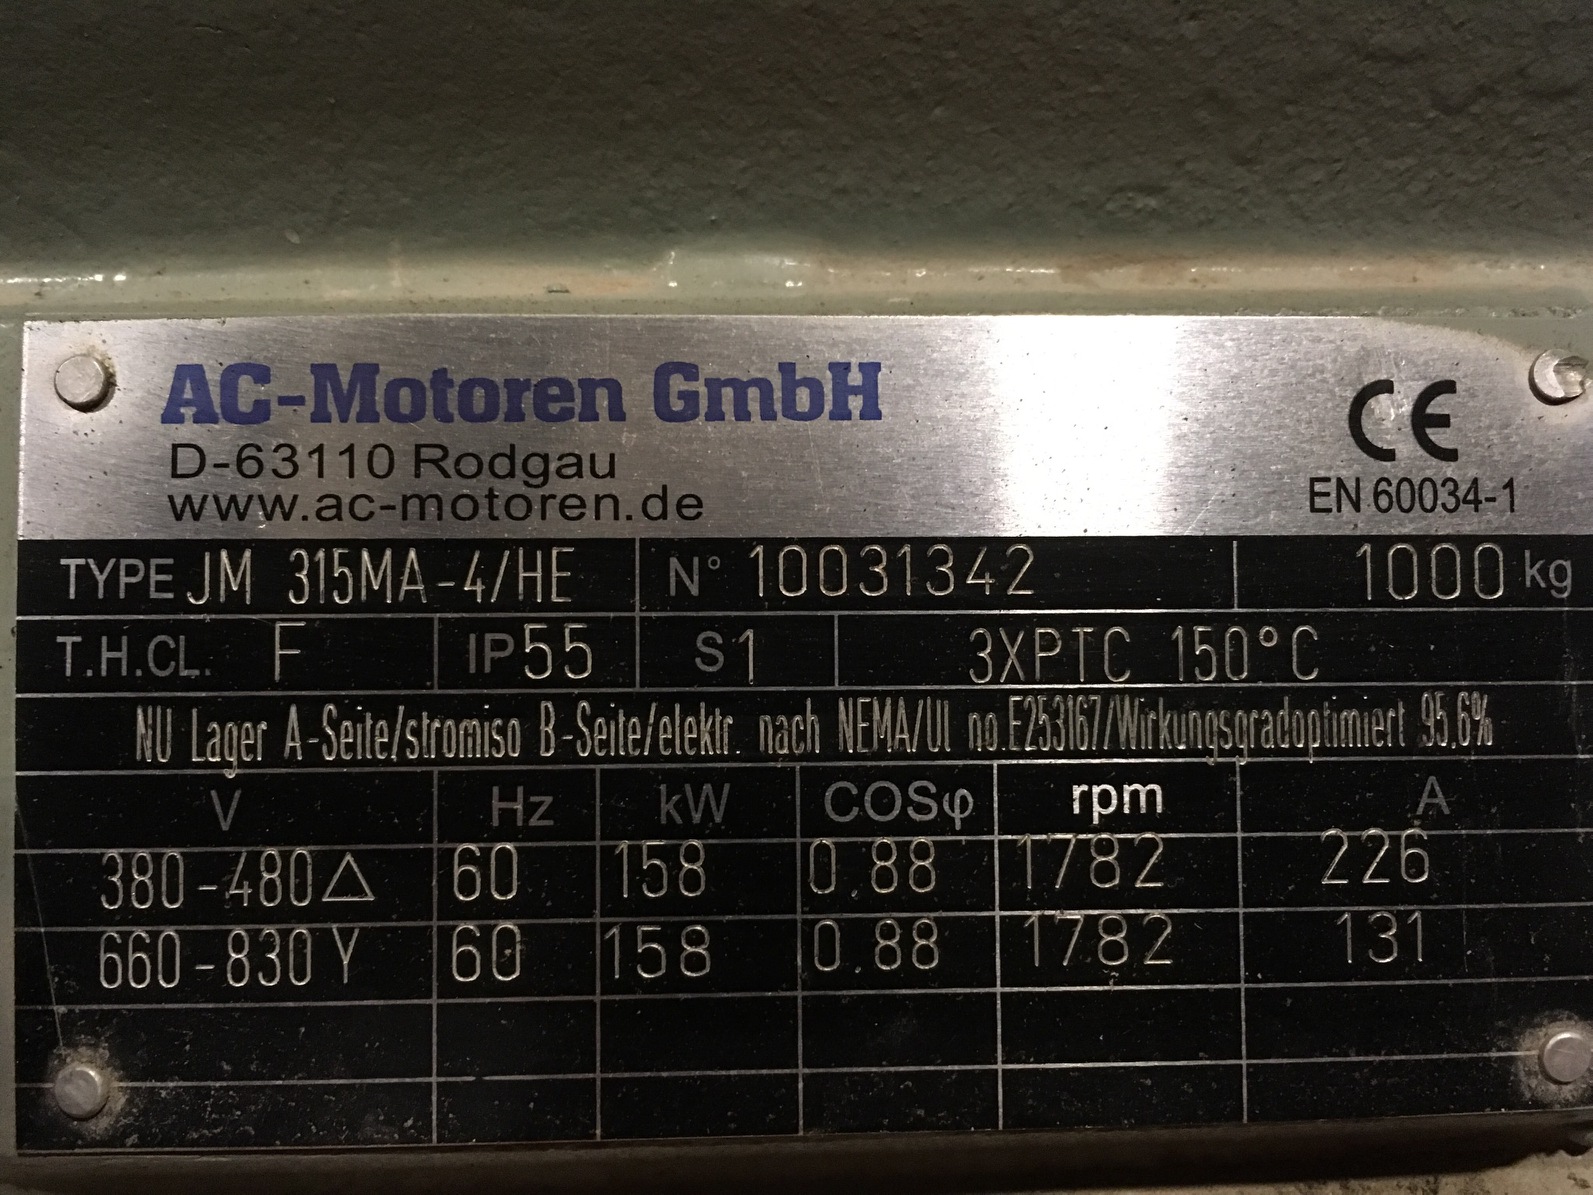 AC-Motoren GmbH
D-63110 Rodgau
www.ac-motoren.de
CE
EN 60034-1
TYPE JM 315MA-4/HE N° 10031342 1000 kg
T.H.CL. F IP55 S1 3XPTC 150°C
NU Lager A-Seite/stromiso B-Seite/elektr. nach NEMA/Ul no.E253167/Wirkungsgradoptimiert 95,6%
V Hz kW COSφ rpm A
380-480△ 60 158 0.88 1782 226
660-830Y 60 158 0.88 1782 131